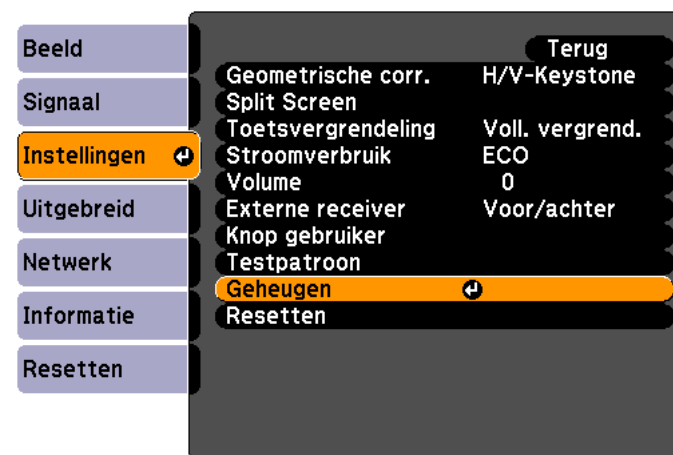 Beeld
Signaal
Instellingen
Uitgebreid
Netwerk
Informatie
Resetten
Terug
Geometrische corr. H/V-Keystone
Split Screen
Toetsvergrendeling Voll. vergrend.
Stroomverbruik ECO
Volume 0
Externe receiver Voor/achter
Knop gebruiker
Testpatroon
Geheugen
Resetten